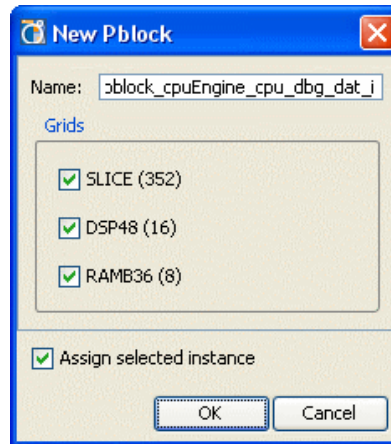 New Pblock
Name: pblock_cpuEngine_cpu_dbg_dat_i
Grids
SLICE (352)
DSP48 (16)
RAMB36 (8)
Assign selected instance
OK Cancel